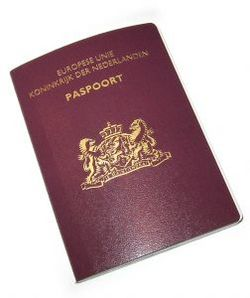 EUROPESE UNIE
KONINKRIJK DER NEDERLANDEN
PASPOORT